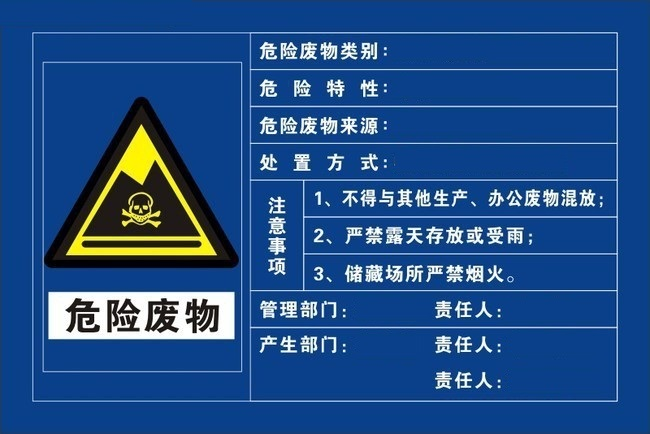 危险废物
危险废物类别：
危险特性：
危险废物来源：
处置方式：
注意事项
1、不得与其他生产、办公废物混放；
2、严禁露天存放或受雨；
3、储藏场所严禁烟火。
管理部门： 责任人：
产生部门： 责任人：
责任人：